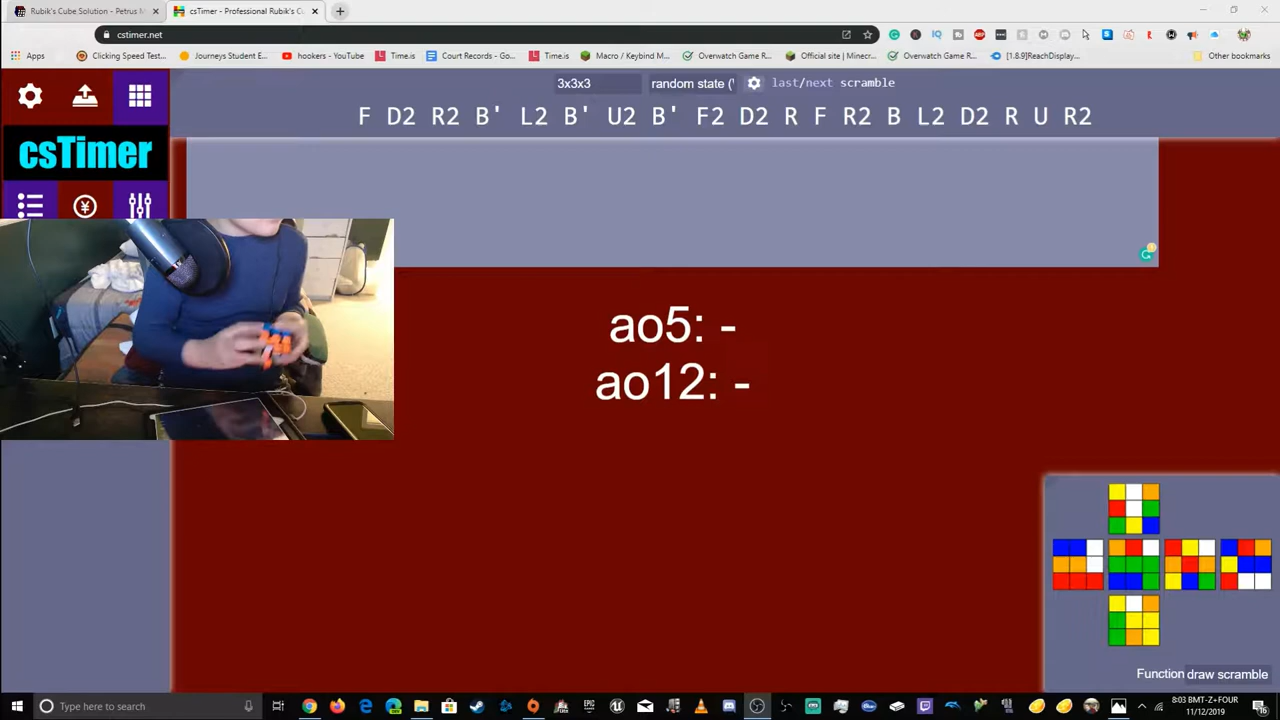 Rubik's Cube Solution - Petrus M
csTimer - Professional Rubik's Cu
cstimer.net
Apps
Clicking Speed Test...
Journeys Student E...
hookers - YouTube
Time.is
Court Records - Go...
Time.is
Macro / Keybind M...
Overwatch Game R...
Official site | Minecr...
Overwatch Game R...
[1.8.9]ReachDisplay...
Other bookmarks
3x3x3
random state (
last/next scramble
F D2 R2 B' L2 B' U2 B' F2 D2 R F R2 B L2 D2 R U R2
csTimer
ao5: -
ao12: -
Function draw scramble
Type here to search
8:03 BMT-Z+FOUR
11/12/2019